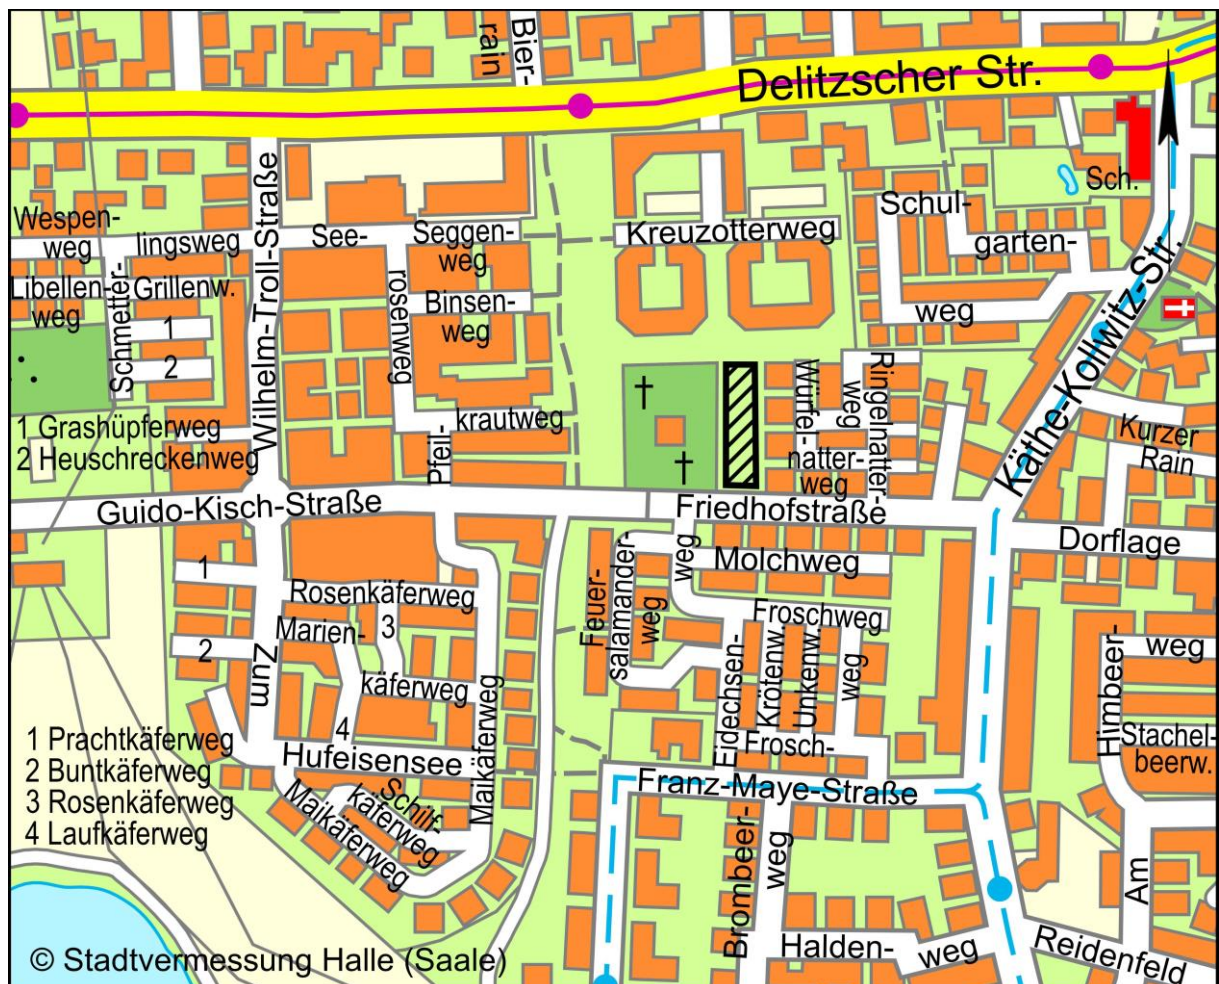 Bier-
rain
Delitzscher Str.
Sch.
Wespen-
weg
Schmetter-
lingsweg
Wilhelm-Troll-Straße
See-
rosenweg
Seggen-
weg
Kreuzotterweg
Schul-
garten-
weg
Käthe-Kollwitz-Str.
Libellen-
weg
Grillenw.
1
2
Binsen-
weg
Pfeil-
krautweg
Würfel-
natter-
weg
Ringelnatter-
weg
Kurzer
Rain
1 Grashüpferweg
2 Heuschreckenweg
Guido-Kisch-Straße
Friedhofstraße
Dorflage
1
2
Zum
Hufeisensee
Rosenkäferweg
3
Marien-
käferweg
4
Maikäferweg
Feuer-
salamander-
weg
weg
Molchweg
Froschweg
Eidechsen-
Krötenw.
Unkenw.
weg
Frosch-
Himbeer-
weg
Stachel-
beerw.
1 Prachtkäferweg
2 Buntkäferweg
3 Rosenkäferweg
4 Laufkäferweg
Schilf-
käferweg
Maikäferweg
Franz-Maye-Straße
Brombeer-
weg
Halden-
weg
Am
Reidenfeld
© Stadtvermessung Halle (Saale)